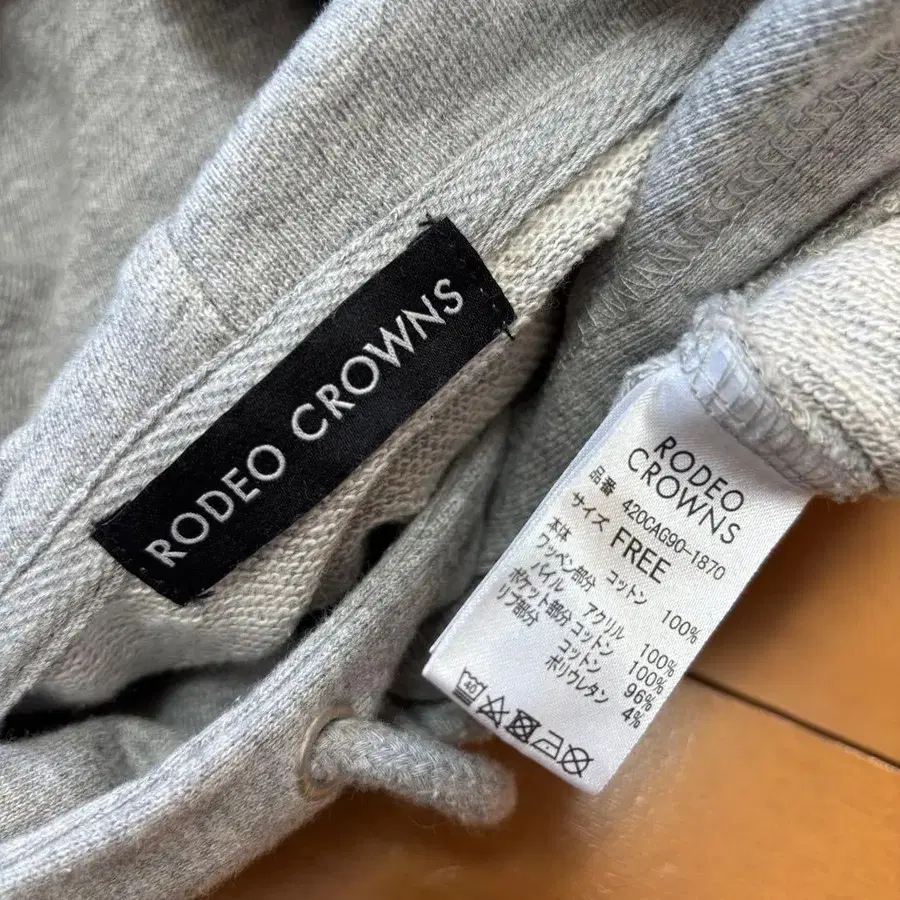 RODEO CROWNS
RODEO
CROWNS
品番 420CAG90-1870
サイズ FREE
本体 コットン 100%
ワッペン部分
パイル アクリル 100%
ポケット部分 コットン 100%
リブ部分 コットン 96%
ポリウレタン 4%